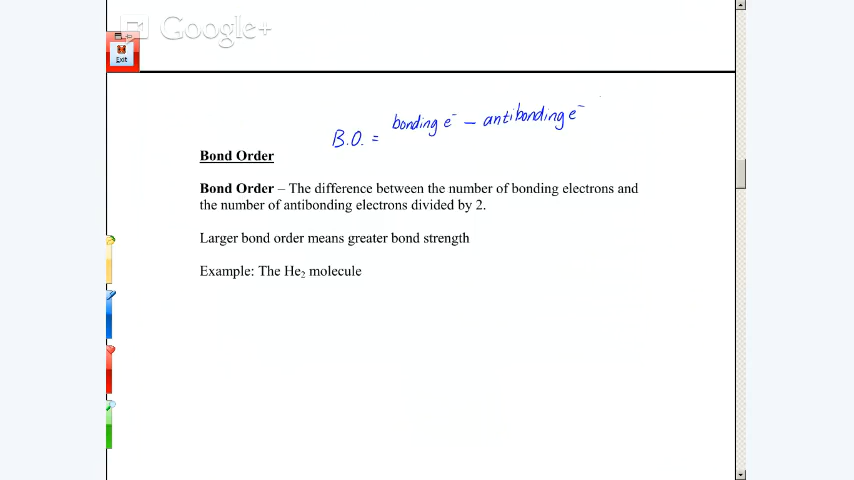 Google+
Exit
bonding e⁻ – antibonding e⁻
B.O. =
Bond Order
Bond Order – The difference between the number of bonding electrons and
the number of antibonding electrons divided by 2.
Larger bond order means greater bond strength
Example: The He₂ molecule